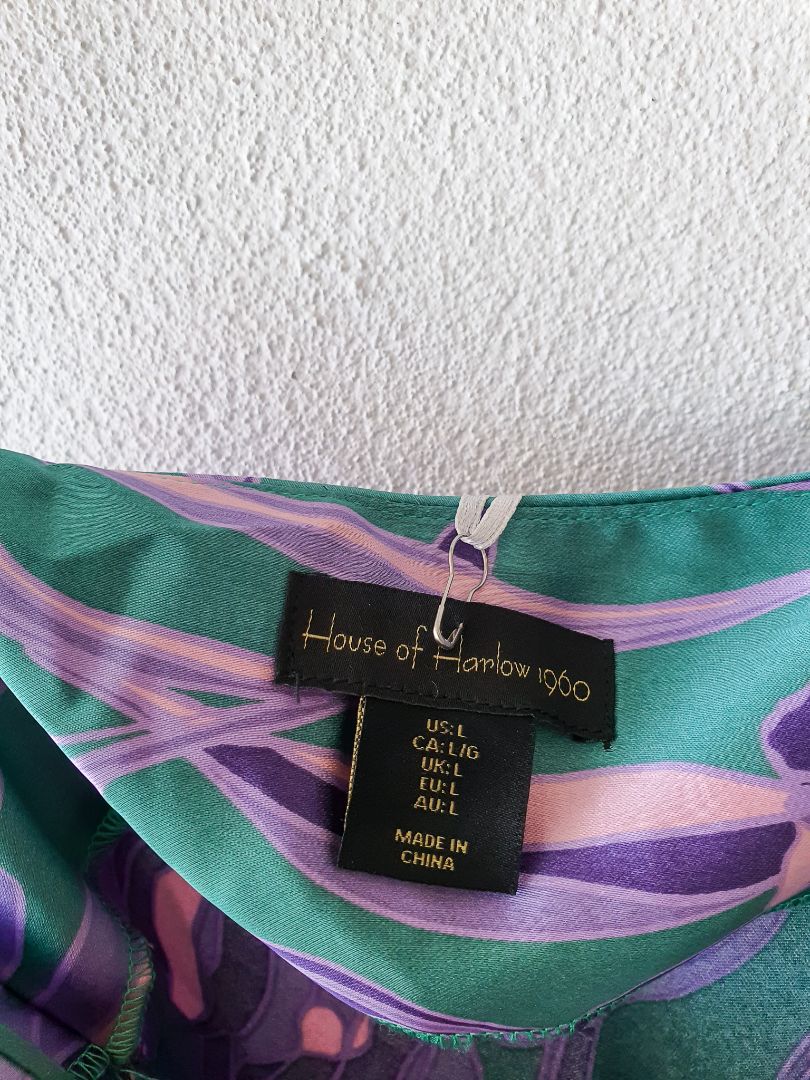 House of Harlow 1960
US: L
CA: L/G
UK: L
EU: L
AU: L
MADE IN
CHINA